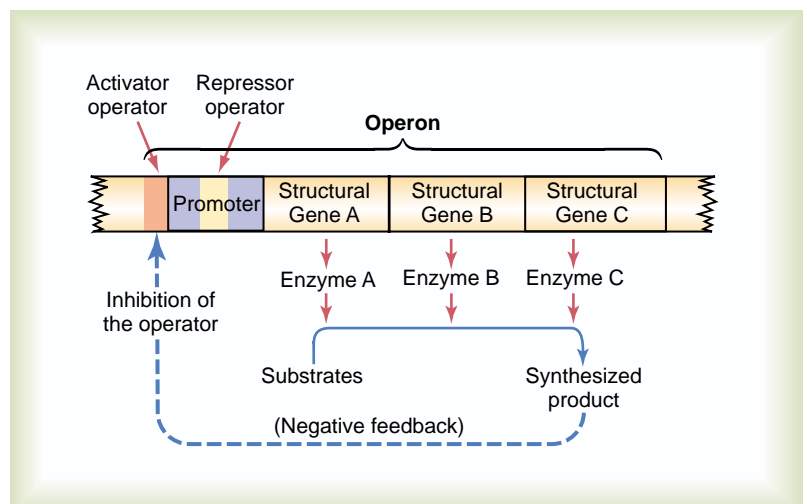 Activator
operator
Repressor
operator
Operon
Promoter
Structural
Gene A
Structural
Gene B
Structural
Gene C
Enzyme A
Enzyme B
Enzyme C
Inhibition of
the operator
Substrates
Synthesized
product
(Negative feedback)